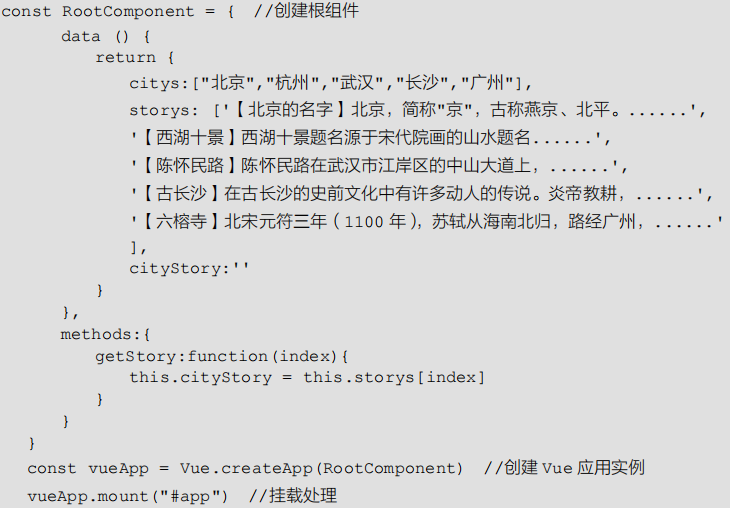 const RootComponent = {  //创建根组件
data () {
return {
citys:["北京","杭州","武汉","长沙","广州"],
storys: ['【北京的名字】北京，简称"京"，古称燕京、北平。......',
'【西湖十景】西湖十景题名源于宋代院画的山水题名......',
'【陈怀民路】陈怀民路在武汉市江岸区的中山大道上，......',
'【古长沙】在古长沙的史前文化中有许多动人的传说。炎帝教耕，......',
'【六榕寺】北宋元符三年（1100 年），苏轼从海南北归，路经广州，......'
],
cityStory:''
}
},
methods:{
getStory:function(index){
this.cityStory = this.storys[index]
}
}
}
const vueApp = Vue.createApp(RootComponent)  //创建 Vue 应用实例
vueApp.mount("#app")  //挂载处理